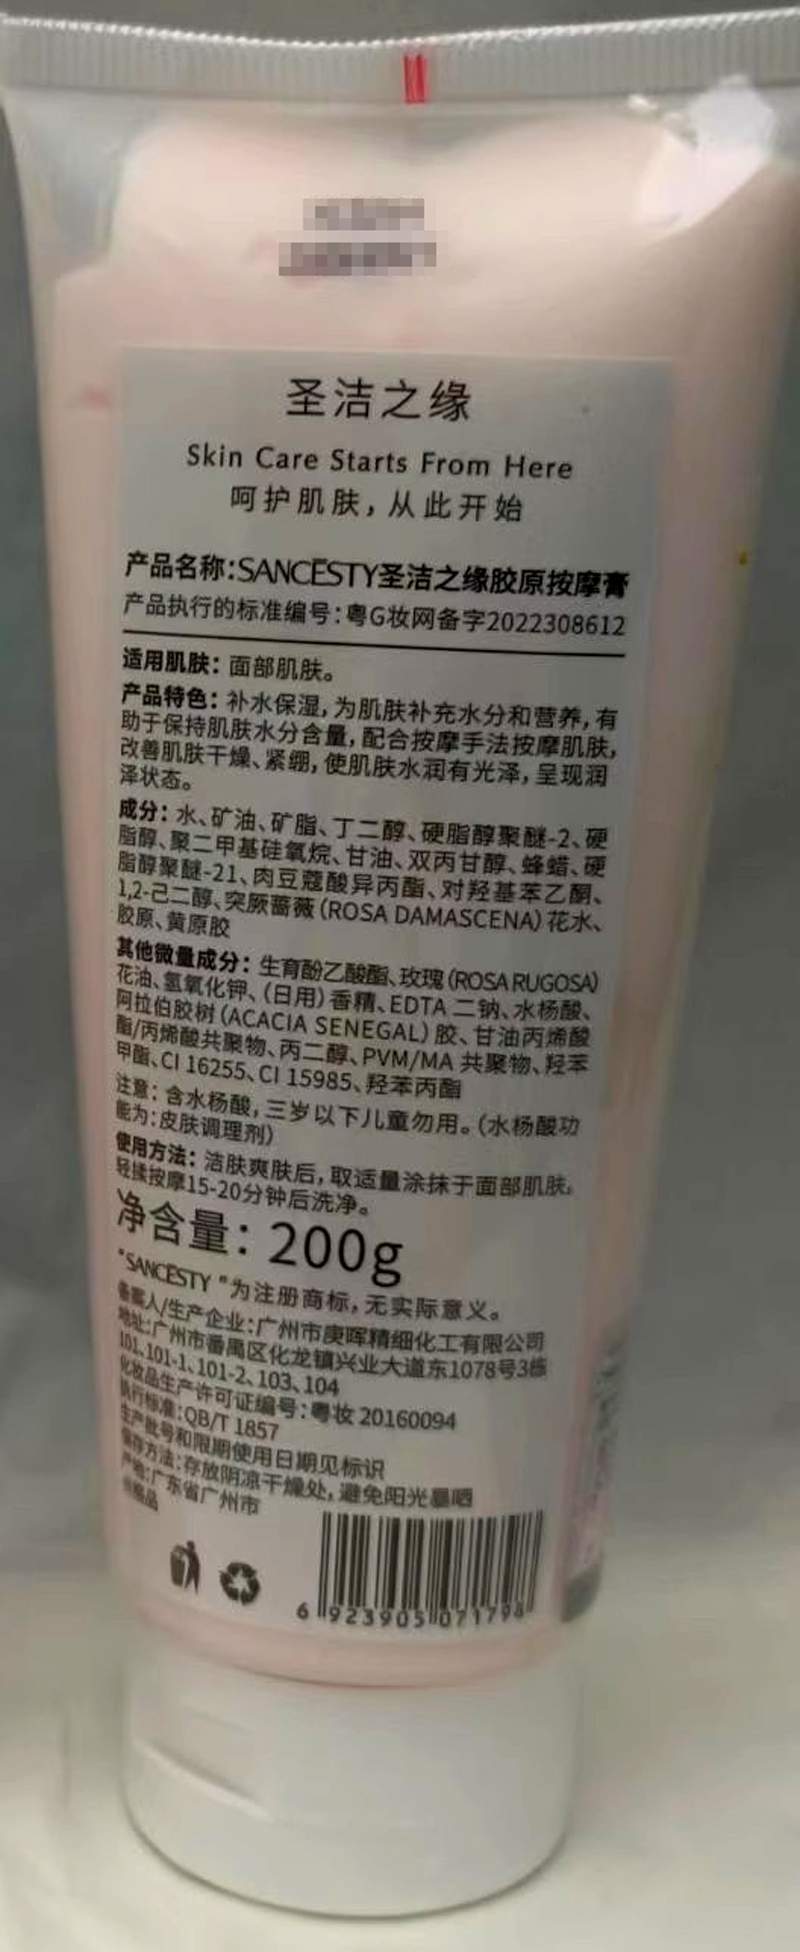 圣洁之缘
Skin Care Starts From Here
呵护肌肤，从此开始
产品名称：SANCESTY圣洁之缘胶原按摩膏
产品执行的标准编号：粤G妆网备字2022308612
适用肌肤：面部肌肤。
产品特色：补水保湿，为肌肤补充水分和营养，有
助于保持肌肤水分含量，配合按摩手法按摩肌肤，
改善肌肤干燥、紧绷，使肌肤水润有光泽，呈现润
泽状态。
成分：水、矿油、矿脂、丁二醇、硬脂醇聚醚-2、硬
脂醇、聚二甲基硅氧烷、甘油、双丙甘醇、蜂蜡、硬
脂醇聚醚-21、肉豆蔻酸异丙酯、对羟基苯乙酮、
1,2-己二醇、突厥蔷薇（ROSA DAMASCENA）花水、
胶原、黄原胶
其他微量成分：生育酚乙酸酯、玫瑰（ROSA RUGOSA）
花油、氢氧化钾、（日用）香精、EDTA 二钠、水杨酸、
阿拉伯胶树（ACACIA SENEGAL）胶、甘油丙烯酸
酯/丙烯酸共聚物、丙二醇、PVM/MA 共聚物、羟苯
甲酯、CI 16255、CI 15985、羟苯丙酯
注意：含水杨酸，三岁以下儿童勿用。（水杨酸功
能为：皮肤调理剂）
使用方法：洁肤爽肤后，取适量涂抹于面部肌肤，
轻揉按摩15-20分钟后洗净。
净含量：200g
“SANCESTY ”为注册商标，无实际意义。
备案人/生产企业：广州市庚晖精细化工有限公司
地址：广州市番禺区化龙镇兴业大道东1078号3栋
101、101-1、101-2、103、104
化妆品生产许可证编号：粤妆 20160094
执行标准：QB/T 1857
生产批号和限期使用日期见标识
保存方法：存放阴凉干燥处，避免阳光暴晒
产地：广东省广州市
6 923905 071798